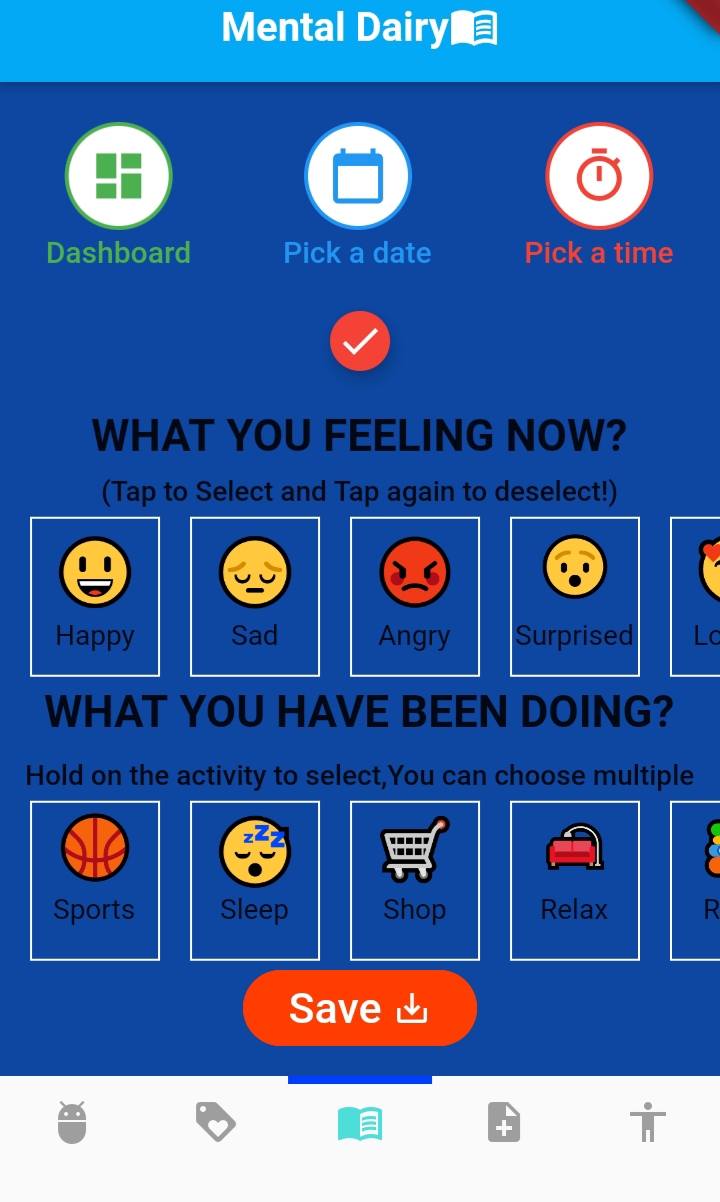 Mental Dairy
Dashboard Pick a date Pick a time
WHAT YOU FEELING NOW?
(Tap to Select and Tap again to deselect!)
Happy Sad Angry Surprised Lo
WHAT YOU HAVE BEEN DOING?
Hold on the activity to select,You can choose multiple
Sports Sleep Shop Relax R
Save